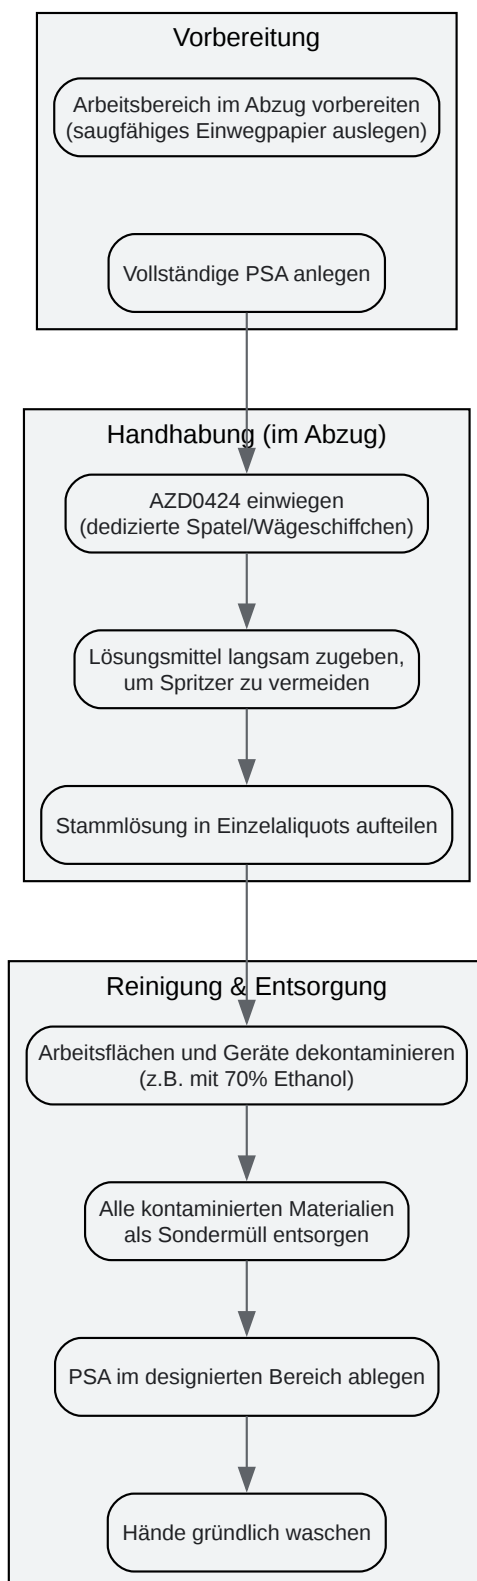 Vorbereitung
Arbeitsbereich im Abzug vorbereiten
(saugfähiges Einwegpapier auslegen)
Vollständige PSA anlegen
Handhabung (im Abzug)
AZD0424 einwiegen
(dedizierte Spatel/Wägeschiffchen)
Lösungsmittel langsam zugeben,
um Spritzer zu vermeiden
Stammlösung in Einzelaliquots aufteilen
Reinigung & Entsorgung
Arbeitsflächen und Geräte dekontaminieren
(z.B. mit 70% Ethanol)
Alle kontaminierten Materialien
als Sondermüll entsorgen
PSA im designierten Bereich ablegen
Hände gründlich waschen